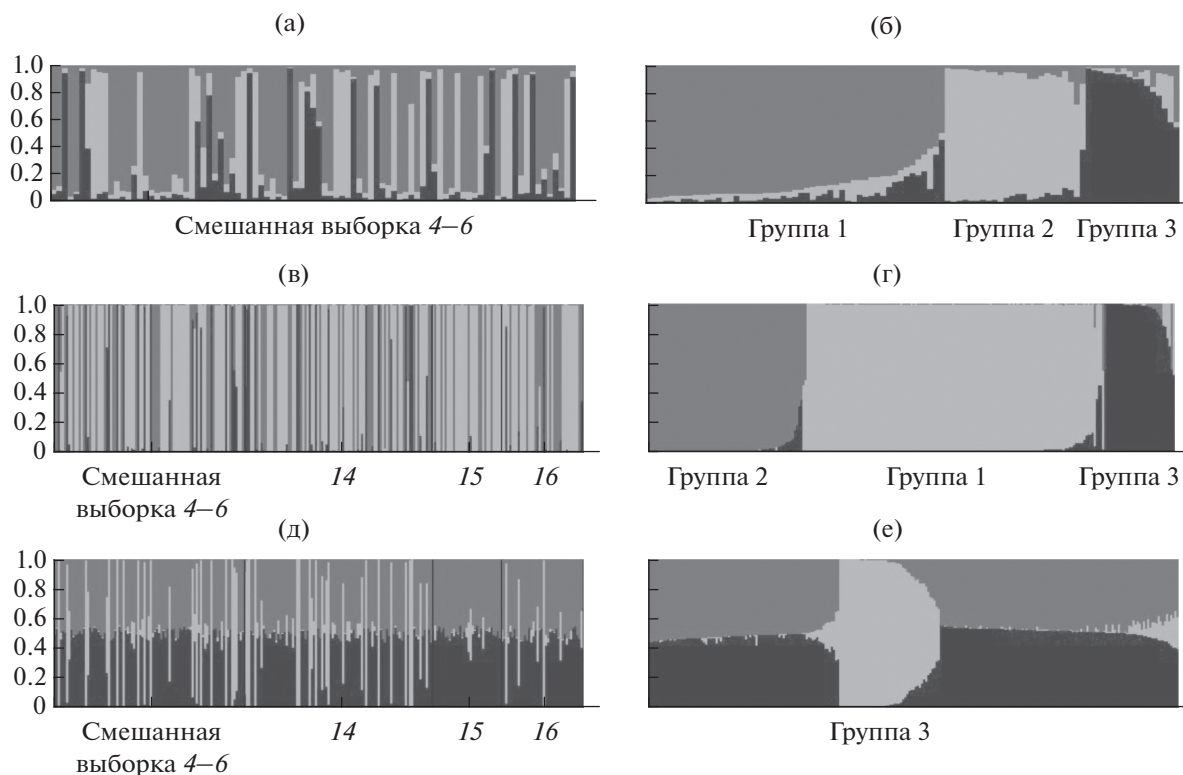 (а)
(б)
1.0
0.8
0.6
0.4
0.2
0
Смешанная выборка 4–6
Группа 1
Группа 2
Группа 3
(в)
(г)
1.0
0.8
0.6
0.4
0.2
0
Смешанная
выборка 4–6
14
15
16
Группа 2
Группа 1
Группа 3
(д)
(е)
1.0
0.8
0.6
0.4
0.2
0
Смешанная
выборка 4–6
14
15
16
Группа 3